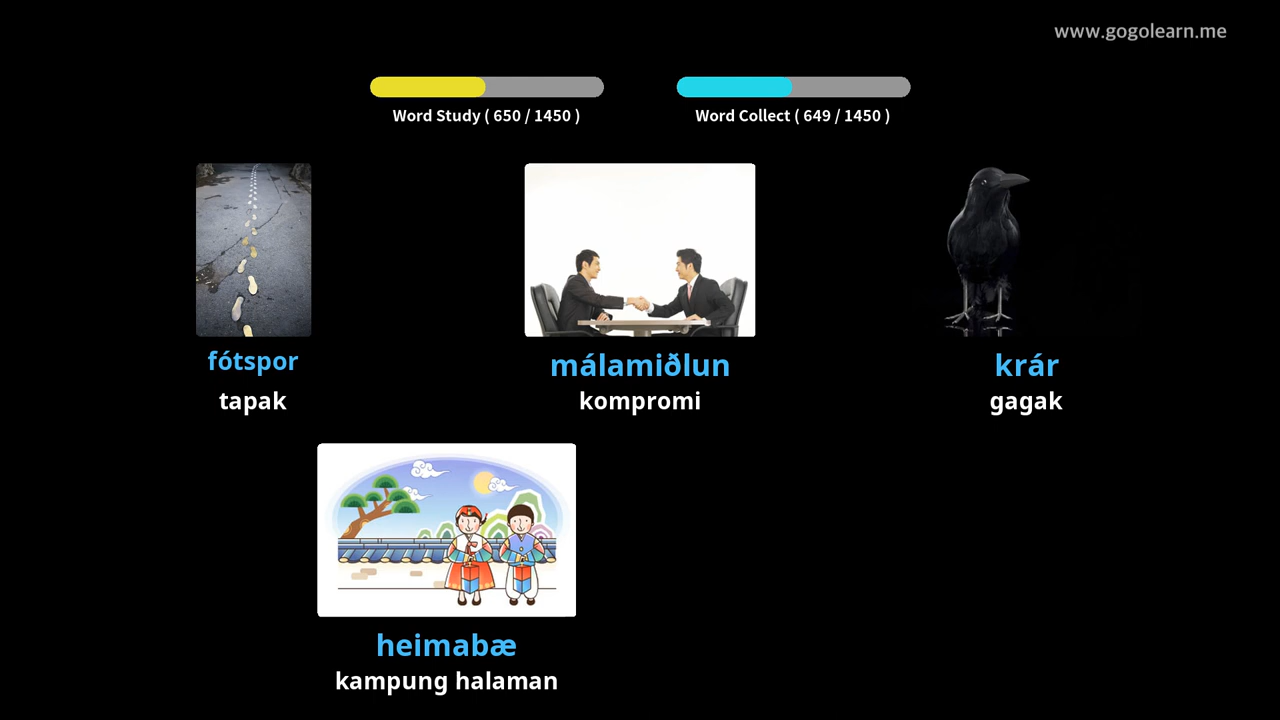 www.gogolearn.me
Word Study ( 650 / 1450 )
Word Collect ( 649 / 1450 )
fótspor
tapak
málamiðlun
kompromi
krár
gagak
heimabæ
kampung halaman